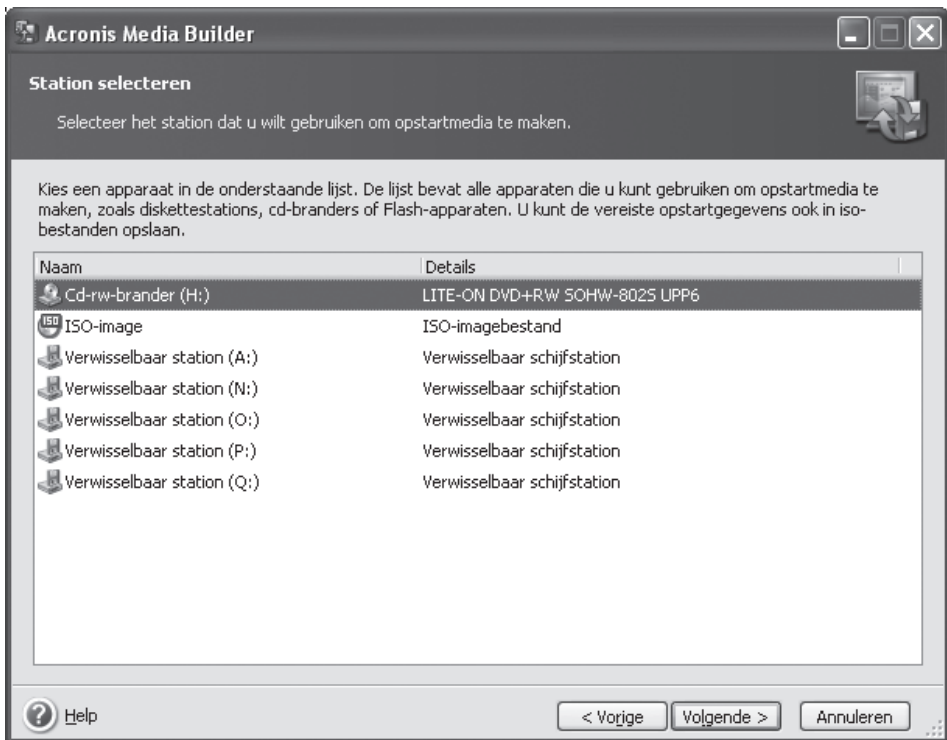 Acronis Media Builder
Station selecteren
Selecteer het station dat u wilt gebruiken om opstartmedia te maken.
Kies een apparaat in de onderstaande lijst. De lijst bevat alle apparaten die u kunt gebruiken om opstartmedia te
maken, zoals diskettestations, cd-branders of Flash-apparaten. U kunt de vereiste opstartgegevens ook in iso-
bestanden opslaan.
Naam Details
Cd-rw-brander (H:) LITE-ON DVD+RW SOHW-802S UPP6
ISO ISO-image ISO-imagebestand
Verwisselbaar station (A:) Verwisselbaar schijfstation
Verwisselbaar station (N:) Verwisselbaar schijfstation
Verwisselbaar station (O:) Verwisselbaar schijfstation
Verwisselbaar station (P:) Verwisselbaar schijfstation
Verwisselbaar station (Q:) Verwisselbaar schijfstation
? Help < Vorige Volgende > Annuleren